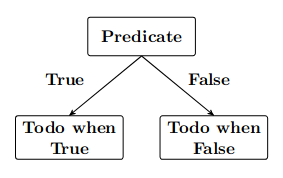 Predicate
True
False
Todo when
True
Todo when
False